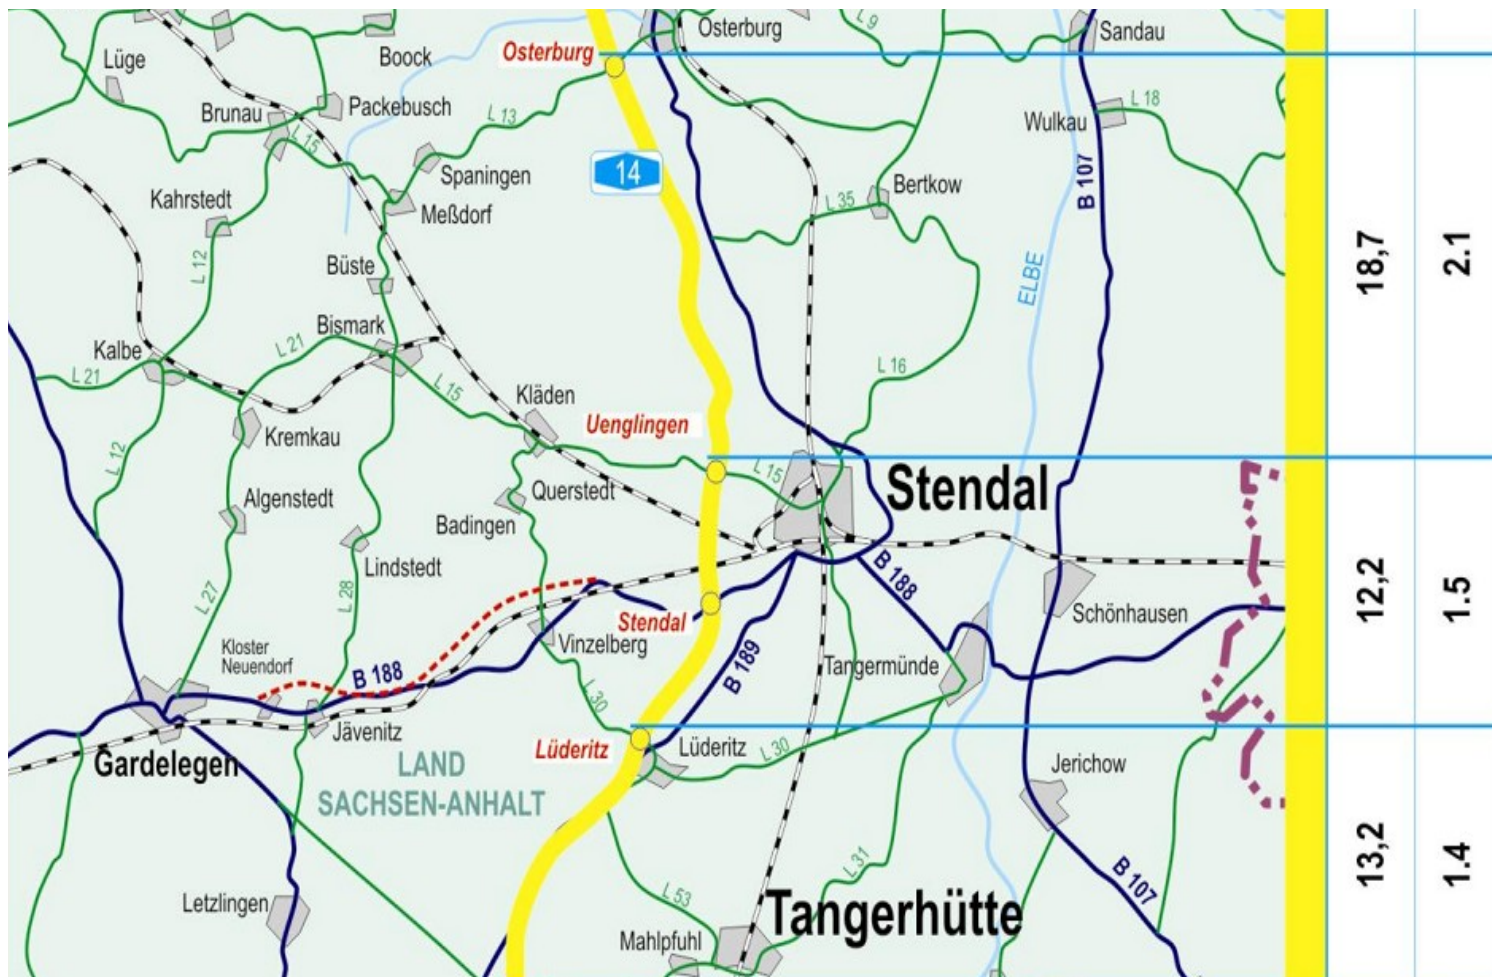 L 9
Osterburg
Sandau
Osterburg
Boock
Lüge
Packebusch
Brunau
L 13
L 18
Wulkau
L 15
14
Spaningen
Bertkow
B 107
Kahrstedt
Meßdorf
L 35
18,7
2.1
L 12
Büste
ELBE
Bismark
Kalbe
L 21
L 21
L 16
L 15
Kläden
Uenglingen
Kremkau
L 12
L 15
Stendal
Querstedt
Algenstedt
Badingen
Lindstedt
B 188
12,2
1.5
L 27
L 28
Schönhausen
Stendal
Kloster
Neuendorf
Vinzelberg
B 189
Tangermünde
B 188
L 30
Jävenitz
Lüderitz
Lüderitz
L 30
Gardelegen
LAND
SACHSEN-ANHALT
Jerichow
13,2
1.4
L 31
B 107
L 53
Letzlingen
Tangerhütte
Mahlpfuhl